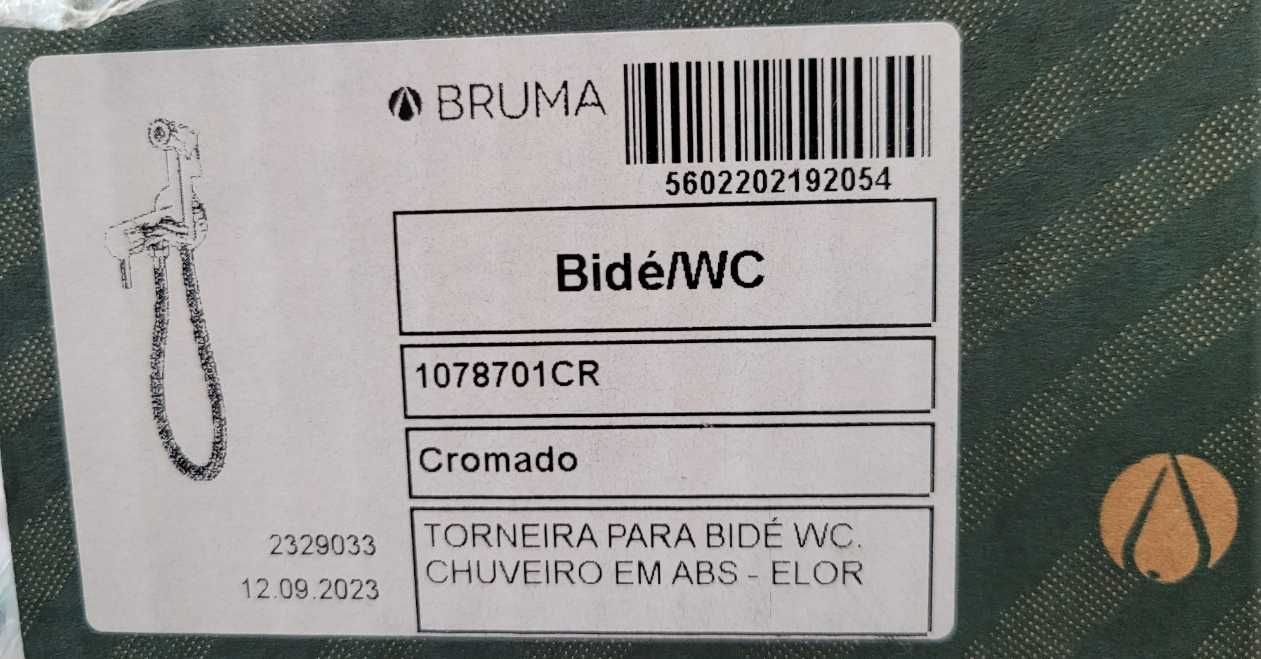 BRUMA
5602202192054
Bidé/WC
1078701CR
Cromado
TORNEIRA PARA BIDÉ WC.
CHUVEIRO EM ABS - ELOR
2329033
12.09.2023